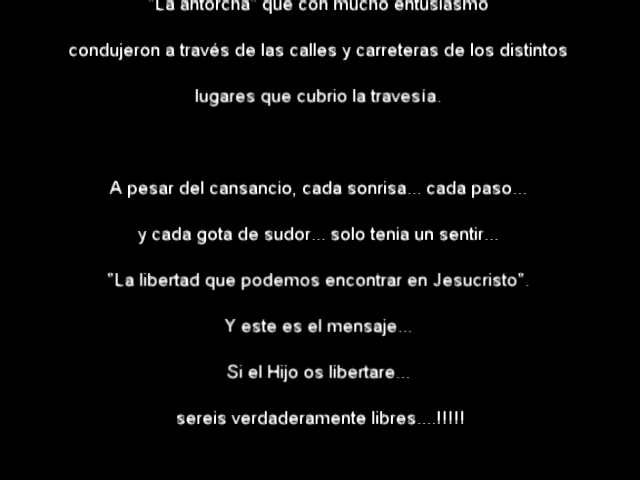 "La antorcha" que con mucho entusiasmo
condujeron a través de las calles y carreteras de los distintos
lugares que cubrio la travesía.
A pesar del cansancio, cada sonrisa... cada paso...
y cada gota de sudor... solo tenia un sentir...
"La libertad que podemos encontrar en Jesucristo".
Y este es el mensaje...
Si el Hijo os libertare...
sereis verdaderamente libres....!!!!!